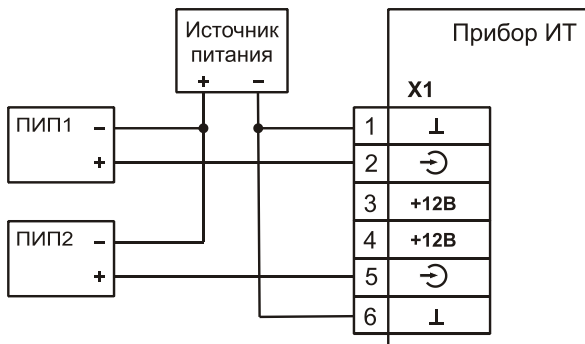 Источник
питания
+ –
Прибор ИТ
X1
ПИП1 –
+
ПИП2 –
+
1 ⊥
2
3 +12В
4 +12В
5
6 ⊥